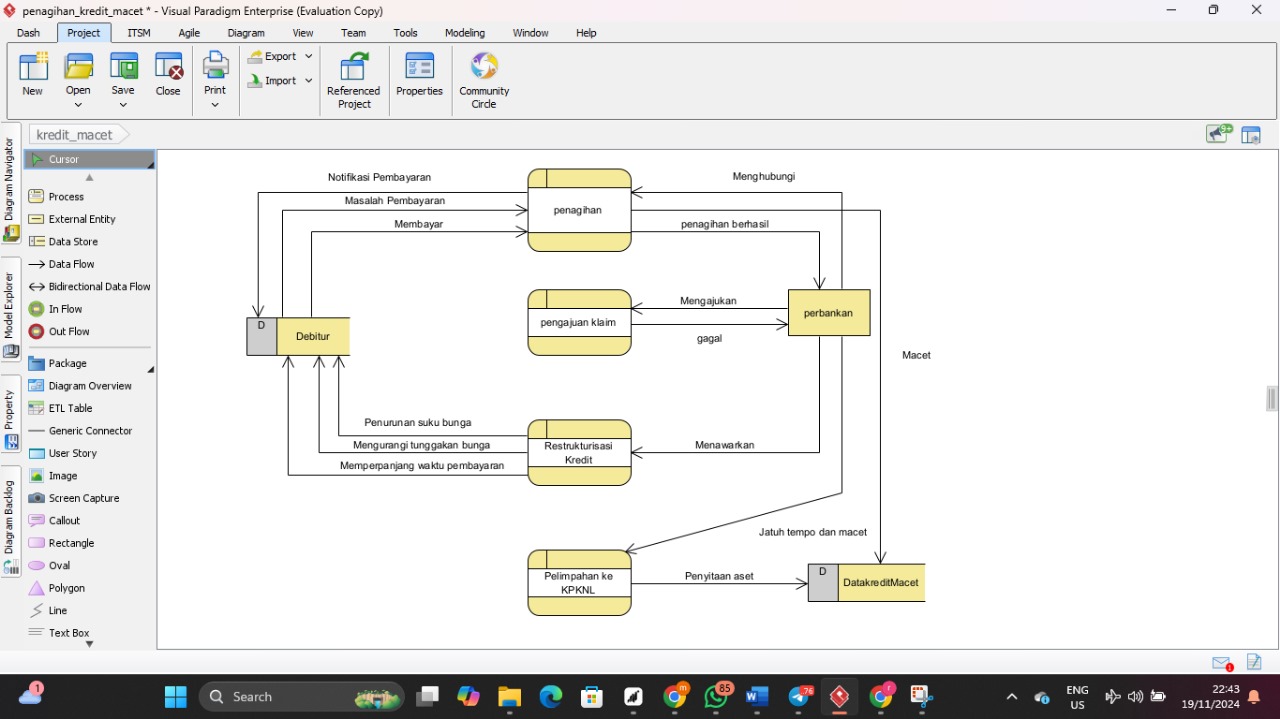 penagihan_kredit_macet * - Visual Paradigm Enterprise (Evaluation Copy)
Dash Project ITSM Agile Diagram View Team Tools Modeling Window Help
New Open Save Close Print Export Import Referenced Project Properties Community Circle
kredit_macet
Diagram Navigator
Model Explorer
Property
Diagram Backlog
Cursor
Process
External Entity
Data Store
Data Flow
Bidirectional Data Flow
In Flow
Out Flow
Package
Diagram Overview
ETL Table
Generic Connector
User Story
Image
Screen Capture
Callout
Rectangle
Oval
Polygon
Line
Text Box
9+
Notifikasi Pembayaran
Masalah Pembayaran
Membayar
penagihan
Menghubungi
penagihan berhasil
D
Debitur
pengajuan klaim
Mengajukan
gagal
perbankan
Macet
Penurunan suku bunga
Mengurangi tunggakan bunga
Memperpanjang waktu pembayaran
Restrukturisasi
Kredit
Menawarkan
Jatuh tempo dan macet
Pelimpahan ke
KPKNL
Penyitaan aset
D
DatakreditMacet
1
Search
85
.76
ENG
US
22:43
19/11/2024